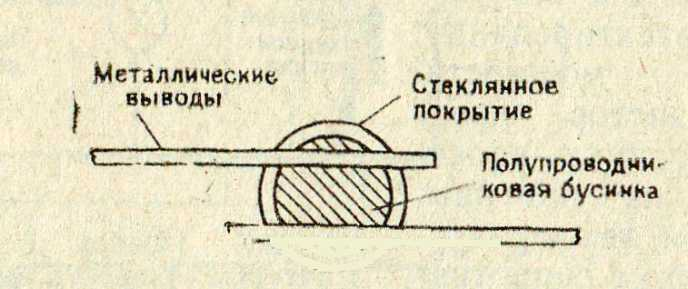 Металлические
выводы
Стеклянное
покрытие
Полупроводни-
ковая бусинка